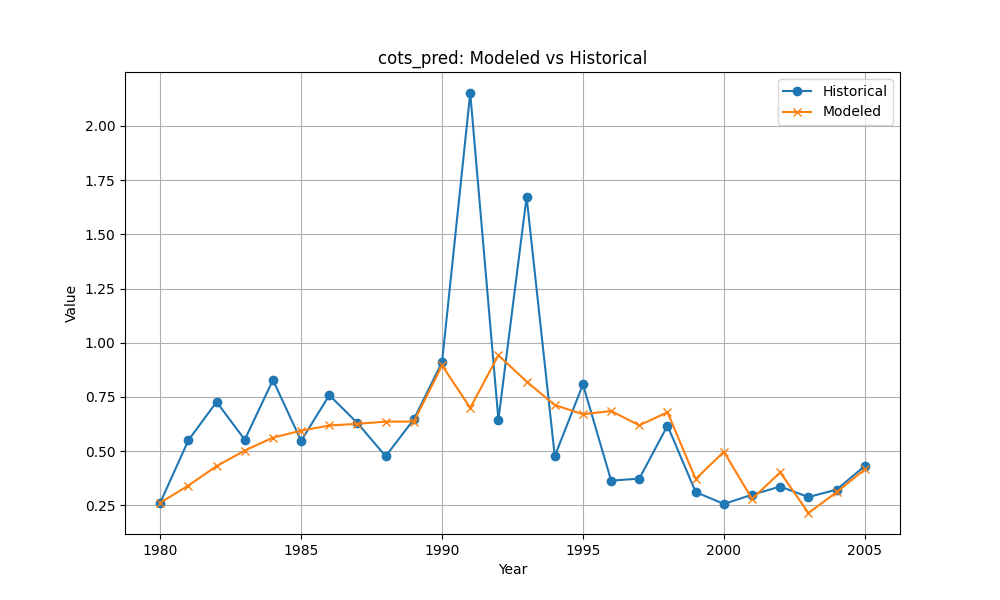 cots_pred: Modeled vs Historical
Historical
Modeled
Value
2.00
1.75
1.50
1.25
1.00
0.75
0.50
0.25
1980 1985 1990 1995 2000 2005
Year